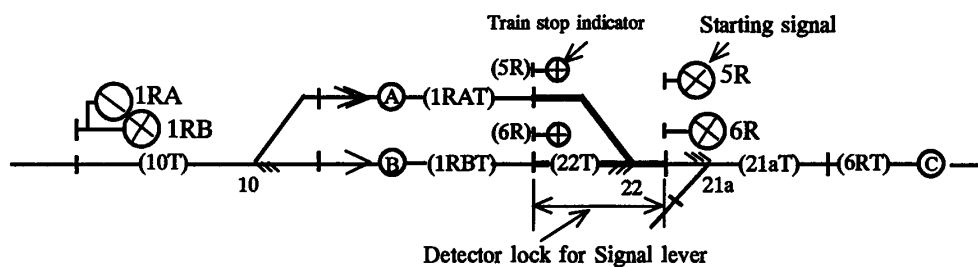 Train stop indicator
Starting signal
(5R)
5R
1RA
A
(1RAT)
1RB
(6R)
6R
(10T)
B
(1RBT)
(22T)
(21aT)
(6RT)
C
10
22
21a
Detector lock for Signal lever